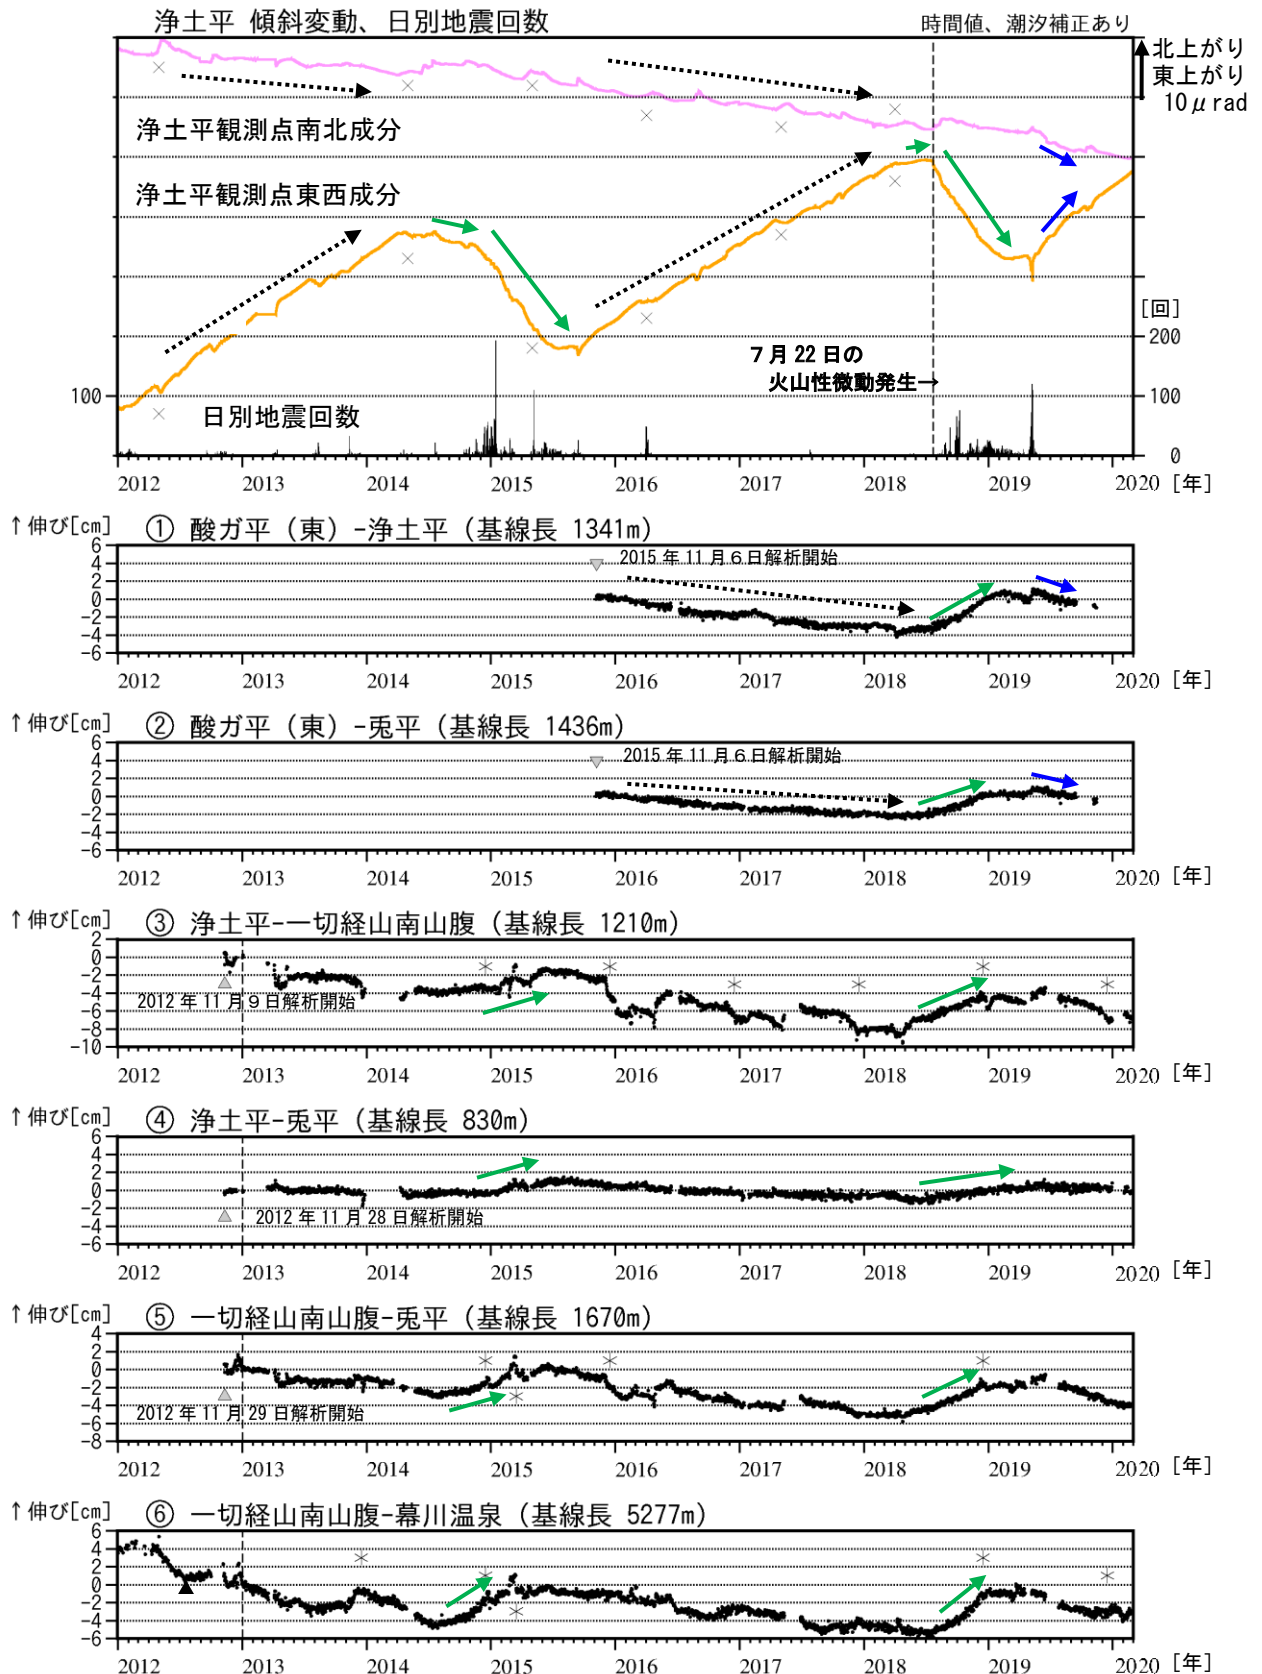 浄土平 傾斜変動、日別地震回数
時間値、潮汐補正あり
北上がり
東上がり
10μrad
浄土平観測点南北成分
浄土平観測点東西成分
[回]
7月22日の
火山性微動発生→
200
100
100
0
日別地震回数
2012 2013 2014 2015 2016 2017 2018 2019 2020 [年]
↑伸び[cm] ① 酸ガ平（東）-浄土平（基線長 1341m）
2015年11月6日解析開始
6
4
2
0
-2
-4
-6
2012 2013 2014 2015 2016 2017 2018 2019 2020 [年]
↑伸び[cm] ② 酸ガ平（東）-兎平（基線長 1436m）
2015年11月6日解析開始
6
4
2
0
-2
-4
-6
2012 2013 2014 2015 2016 2017 2018 2019 2020 [年]
↑伸び[cm] ③ 浄土平-一切経山南山腹（基線長 1210m）
2
0
-2
-4
-6
-8
-10
2012年11月9日解析開始
2012 2013 2014 2015 2016 2017 2018 2019 2020 [年]
↑伸び[cm] ④ 浄土平-兎平（基線長 830m）
6
4
2
0
-2
-4
-6
2012年11月28日解析開始
2012 2013 2014 2015 2016 2017 2018 2019 2020 [年]
↑伸び[cm] ⑤ 一切経山南山腹-兎平（基線長 1670m）
4
2
0
-2
-4
-6
-8
2012年11月29日解析開始
2012 2013 2014 2015 2016 2017 2018 2019 2020 [年]
↑伸び[cm] ⑥ 一切経山南山腹-幕川温泉（基線長 5277m）
6
4
2
0
-2
-4
-6
2012 2013 2014 2015 2016 2017 2018 2019 2020 [年]